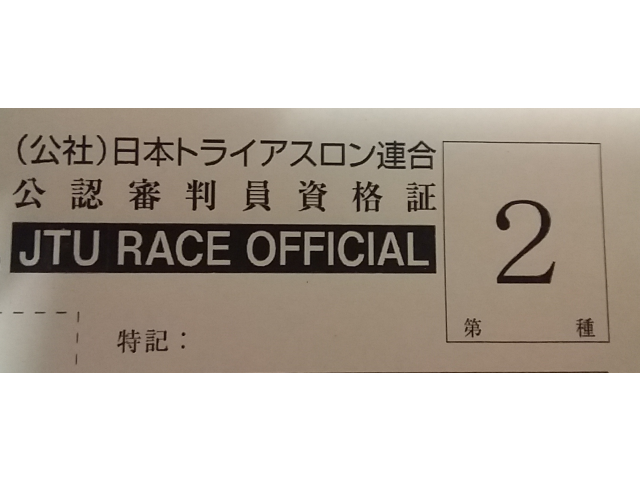 （公社）日本トライアスロン連合
公認審判員資格証
JTU RACE OFFICIAL
2
第 種
特記：